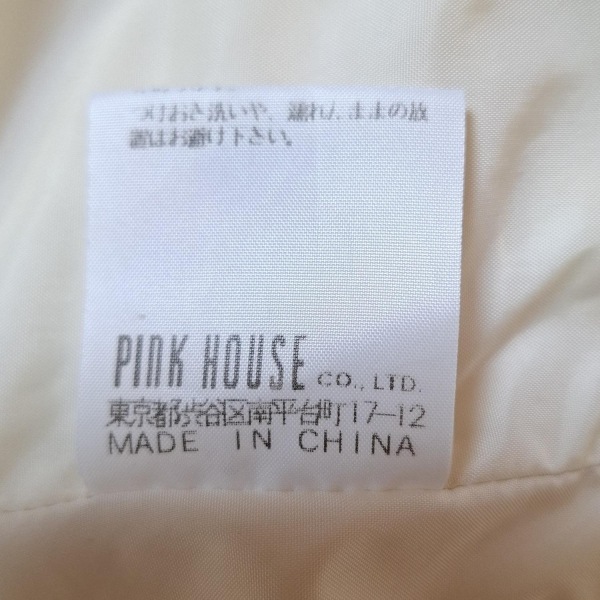 つけおき洗いや、濡れたままの放
置はお避け下さい。
PINK HOUSE CO., LTD.
東京都渋谷区南平台町17-12
MADE IN CHINA